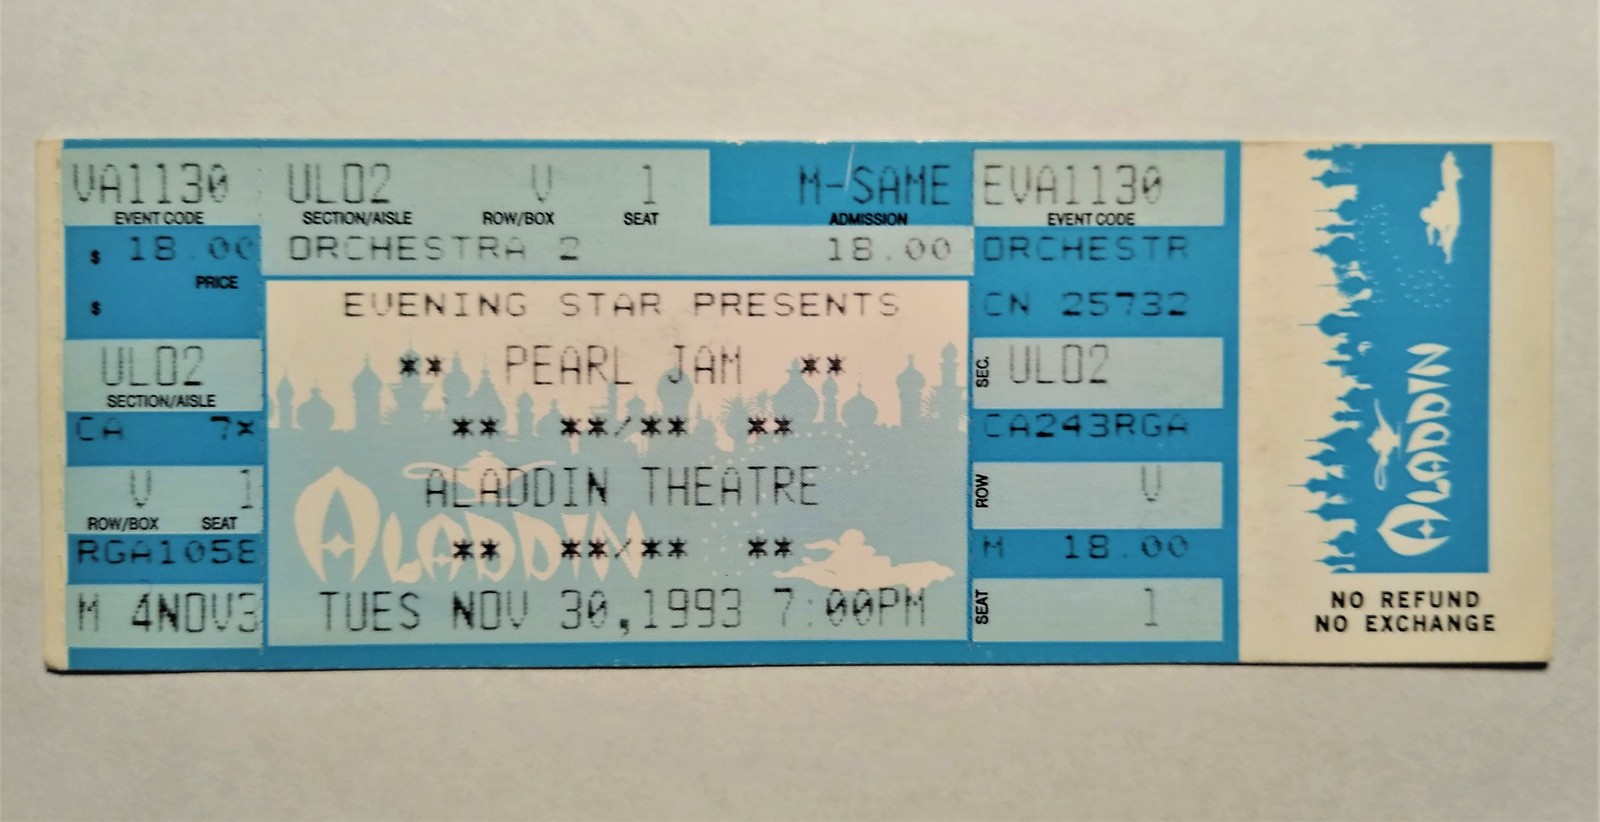 VA1130
EVENT CODE
$ 18.00
PRICE
$
UL02
SECTION/AISLE
CA 7*
V 1
ROW/BOX SEAT
RGA105E
M 4NOV3
UL02 V 1 M-SAME
SECTION/AISLE ROW/BOX SEAT ADMISSION
ORCHESTRA 2 18.00
EVENING STAR PRESENTS
** PEARL JAM **
** **/** **
ALADDIN THEATRE
ALADDIN
** **/** **
TUES NOV 30,1993 7:00PM
EVA1130
EVENT CODE
ORCHESTR
CN 25732
SEC. UL02
CA243RGA
ROW V
M 18.00
SEAT 1
ALADDIN
NO REFUND
NO EXCHANGE